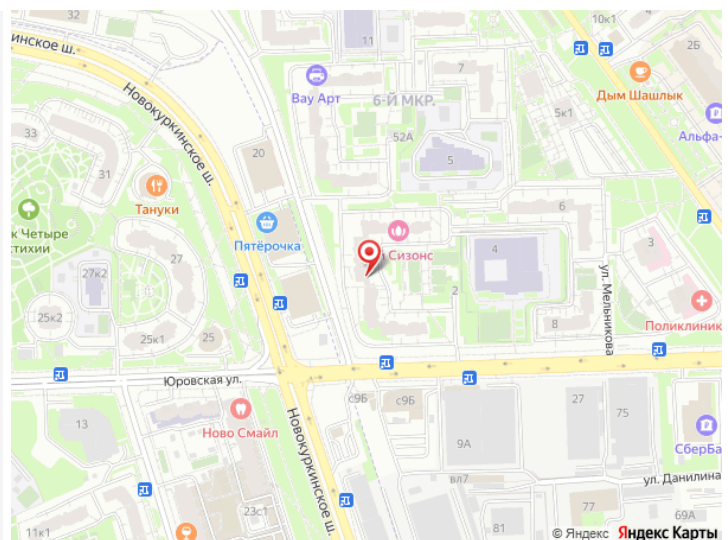 32
10к1
2Б
11
инское ш.
7
Вау Арт
6-Й МКР.
Дым Шашлык
5к1
Альфа-
33
52А
Новокуркинское ш.
20
5
31
Тануки
6
к Четыре
стихии
Пятёрочка
3
4
27
27к2
Сизонс
ул. Мельникова
2
25к2
Поликлиник
8
25к1
25
Юровская ул.
с9Б
с9Б
27
75
13
Ново Смайл
Новокуркинское ш.
СберБа
9А
вл7
ул. Данилина
77
23с1
69А
11к1
81
© Яндекс Яндекс Карты